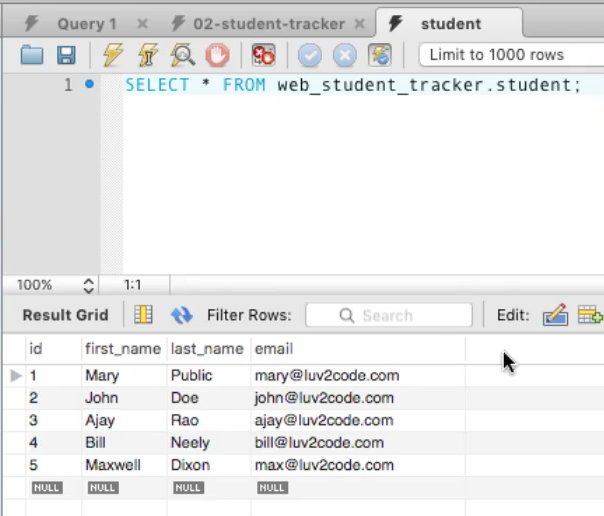 Query 1 × 02-student-tracker × student
Limit to 1000 rows
1 SELECT * FROM web_student_tracker.student;
100% 1:1
Result Grid Filter Rows: Search Edit:
id first_name last_name email
1 Mary Public mary@luv2code.com
2 John Doe john@luv2code.com
3 Ajay Rao ajay@luv2code.com
4 Bill Neely bill@luv2code.com
5 Maxwell Dixon max@luv2code.com
NULL NULL NULL NULL